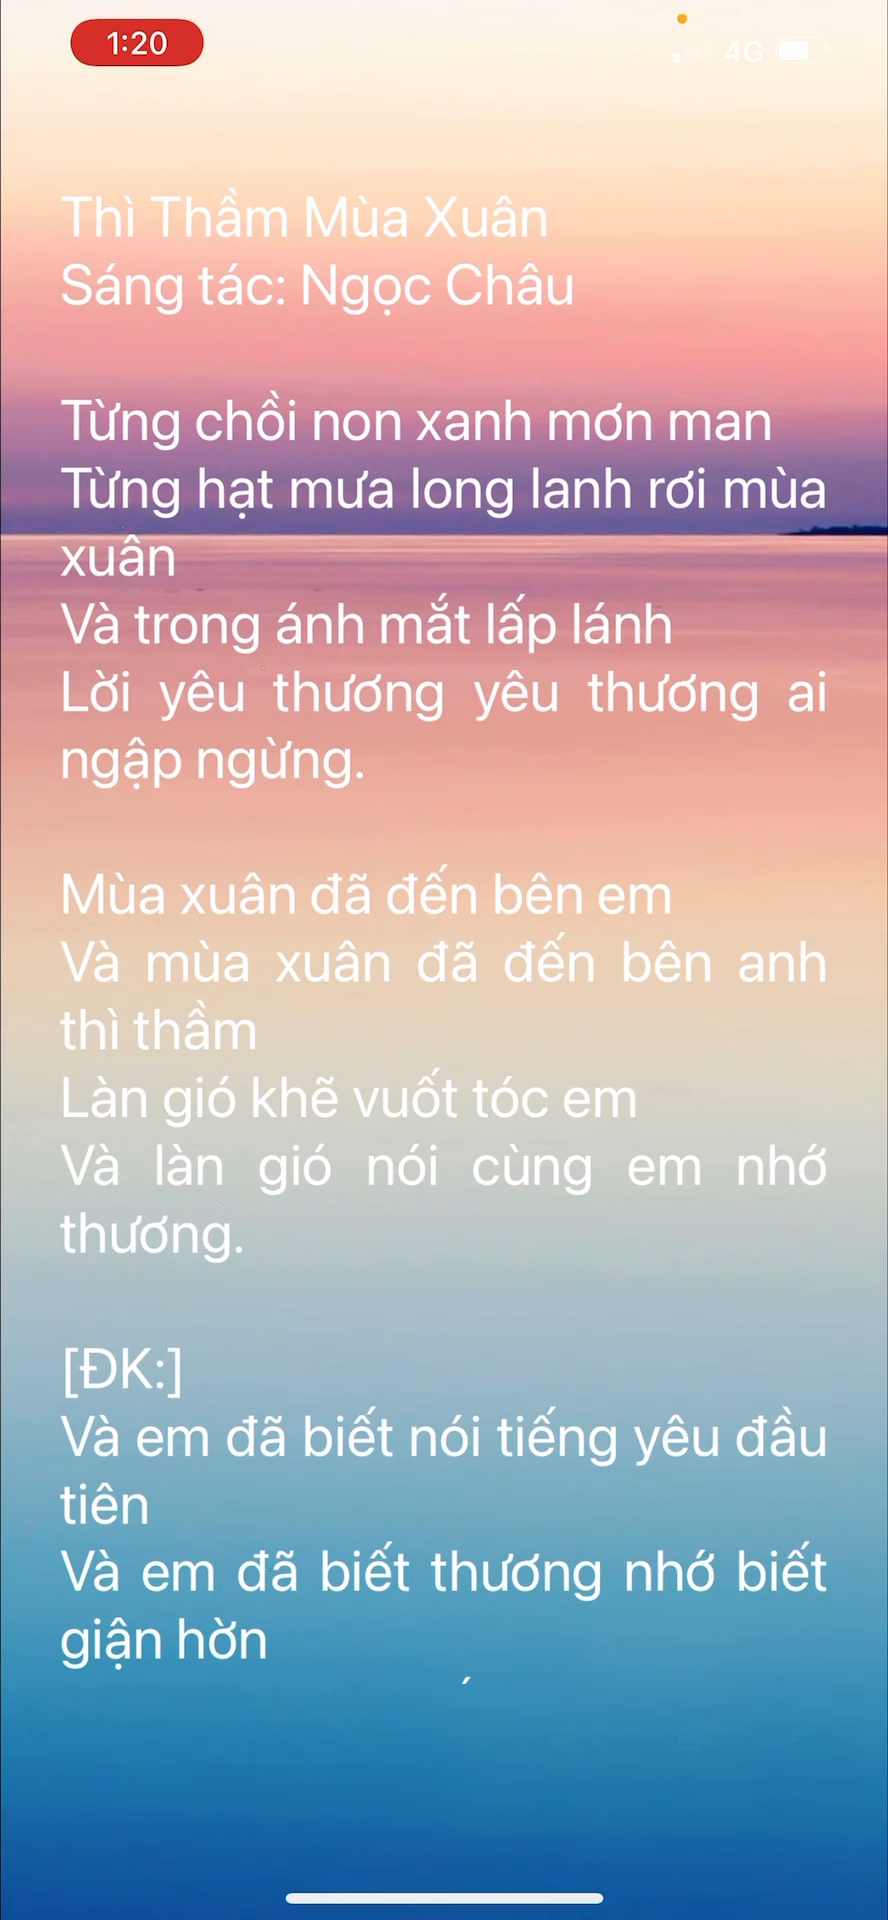 1:20
4G
Thì Thầm Mùa Xuân
Sáng tác: Ngọc Châu
Từng chồi non xanh mơn man
Từng hạt mưa long lanh rơi mùa
xuân
Và trong ánh mắt lấp lánh
Lời yêu thương yêu thương ai
ngập ngừng.
Mùa xuân đã đến bên em
Và mùa xuân đã đến bên anh
thì thầm
Làn gió khẽ vuốt tóc em
Và làn gió nói cùng em nhớ
thương.
[ĐK:]
Và em đã biết nói tiếng yêu đầu
tiên
Và em đã biết thương nhớ biết
giận hờn